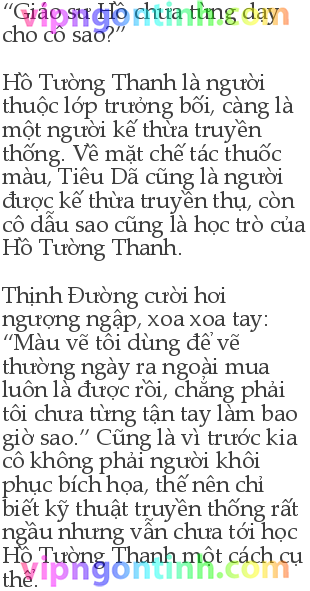 “Giáo sư Hồ chưa từng dạy
cho cô sao?”
Hồ Tường Thanh là người
thuộc lớp trưởng bối, càng là
một người kế thừa truyền
thống. Về mặt chế tác thuốc
màu, Tiêu Dã cũng là người
được kế thừa truyền thụ, còn
cô dẫu sao cũng là học trò của
Hồ Tường Thanh.
Thịnh Đường cười hơi
ngượng ngập, xoa xoa tay:
“Màu vẽ tôi dùng để vẽ
thường ngày ra ngoài mua
luôn là được rồi, chẳng phải
tôi chưa từng tận tay làm bao
giờ sao.” Cũng là vì trước kia
cô không phải người khôi
phục bích họa, thế nên chỉ
biết kỹ thuật truyền thống rất
ngầu nhưng vẫn chưa tới học
Hồ Tường Thanh một cách cụ
thể.
vipngontinh.com
vipngontinh.com